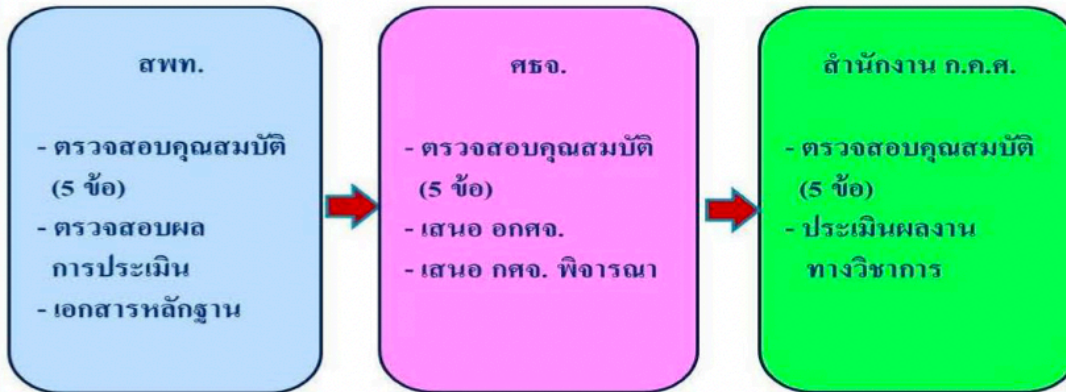 สพท.
- ตรวจสอบคุณสมบัติ
(5 ข้อ)
- ตรวจสอบผล
การประเมิน
- เอกสารหลักฐาน
ศธจ.
- ตรวจสอบคุณสมบัติ
(5 ข้อ)
- เสนอ อกศจ.
- เสนอ กศจ. พิจารณา
สำนักงาน ก.ค.ศ.
- ตรวจสอบคุณสมบัติ
(5 ข้อ)
- ประเมินผลงาน
ทางวิชาการ